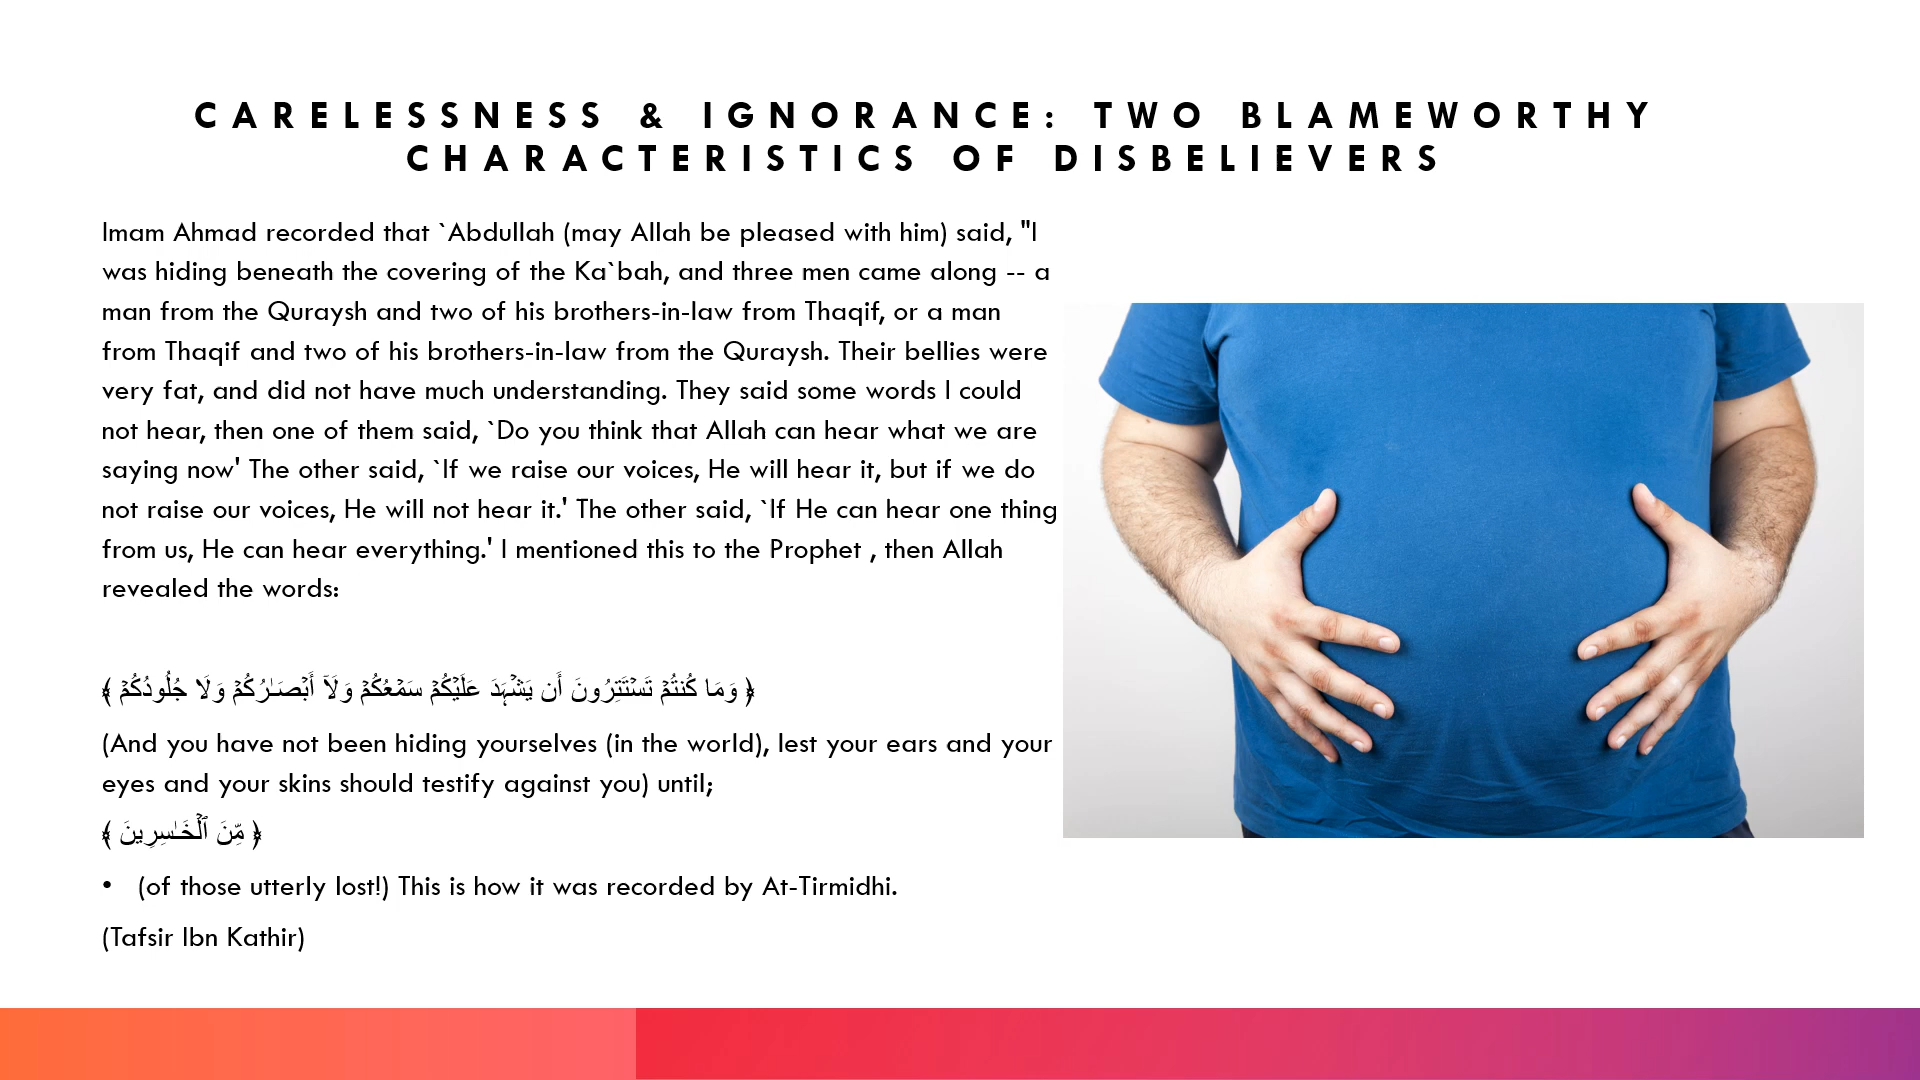 CARELESSNESS & IGNORANCE: TWO BLAMEWORTHY
CHARACTERISTICS OF DISBELIEVERS
Imam Ahmad recorded that `Abdullah (may Allah be pleased with him) said, "I
was hiding beneath the covering of the Ka`bah, and three men came along -- a
man from the Quraysh and two of his brothers-in-law from Thaqif, or a man
from Thaqif and two of his brothers-in-law from the Quraysh. Their bellies were
very fat, and did not have much understanding. They said some words I could
not hear, then one of them said, `Do you think that Allah can hear what we are
saying now' The other said, `If we raise our voices, He will hear it, but if we do
not raise our voices, He will not hear it.' The other said, `If He can hear one thing
from us, He can hear everything.' I mentioned this to the Prophet , then Allah
revealed the words:
﴿ وَمَا كُنتُمْ تَسْتَتِرُونَ أَن يَشْهَدَ عَلَيْكُمْ سَمْعُكُمْ وَلَآ أَبْصَـٰرُكُمْ وَلَا جُلُودُكُمْ ﴾
(And you have not been hiding yourselves (in the world), lest your ears and your
eyes and your skins should testify against you) until;
﴿ مِّنَ ٱلْخَـٰسِرِينَ ﴾
• (of those utterly lost!) This is how it was recorded by At-Tirmidhi.
(Tafsir Ibn Kathir)